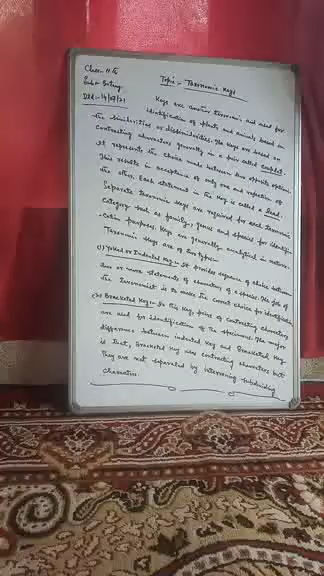 Class- 11th
Topic:- Taxonomic Keys
Sub:- Botany
Dtd:- 14/07/21
Keys are another taxonomic aid used for
identification of plants and animals based on
the similarities or dissimilarities. The keys are based on
contrasting characters generally in a pair called couplet.
It represents the choice made between two opposite options.
This results in acceptance of only one and rejection of
the other. Each statement in the key is called a lead.
Separate taxonomic keys are required for each taxonomic
Category such as family, genus and species for identifi-
cation purposes. Keys are generally analytical in nature.
Taxonomic Keys are of two types:-
Yoked or Indented Key:- It provides sequence of choice between
two or more statements of characters of a species. The job of
the taxonomist is to make the correct choice for identification
Bracketed Key:- In this key, pairs of contrasting characters
are used for identification of the specimens. The major
difference between indented key and Bracketed Key
is that, Bracketed Key uses contrasting characters but
they are not separated by intervening subdividing
characters.